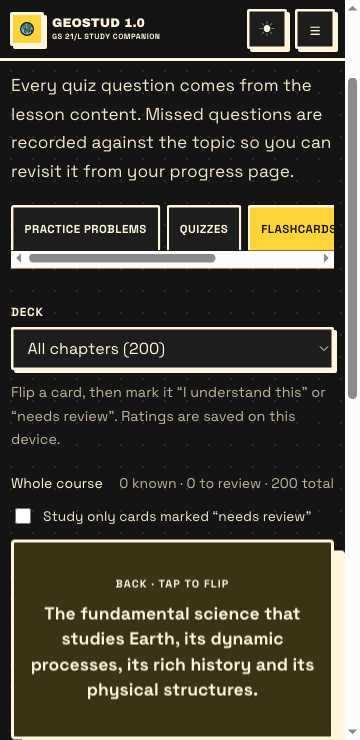 GEOSTUD 1.0
GS 21/L STUDY COMPANION
Every quiz question comes from the
lesson content. Missed questions are
recorded against the topic so you can
revisit it from your progress page.
PRACTICE PROBLEMS QUIZZES FLASHCARDS
DECK
All chapters (200)
Flip a card, then mark it “I understand this” or
“needs review”. Ratings are saved on this
device.
Whole course 0 known · 0 to review · 200 total
Study only cards marked “needs review”
BACK · TAP TO FLIP
The fundamental science that
studies Earth, its dynamic
processes, its rich history and its
physical structures.